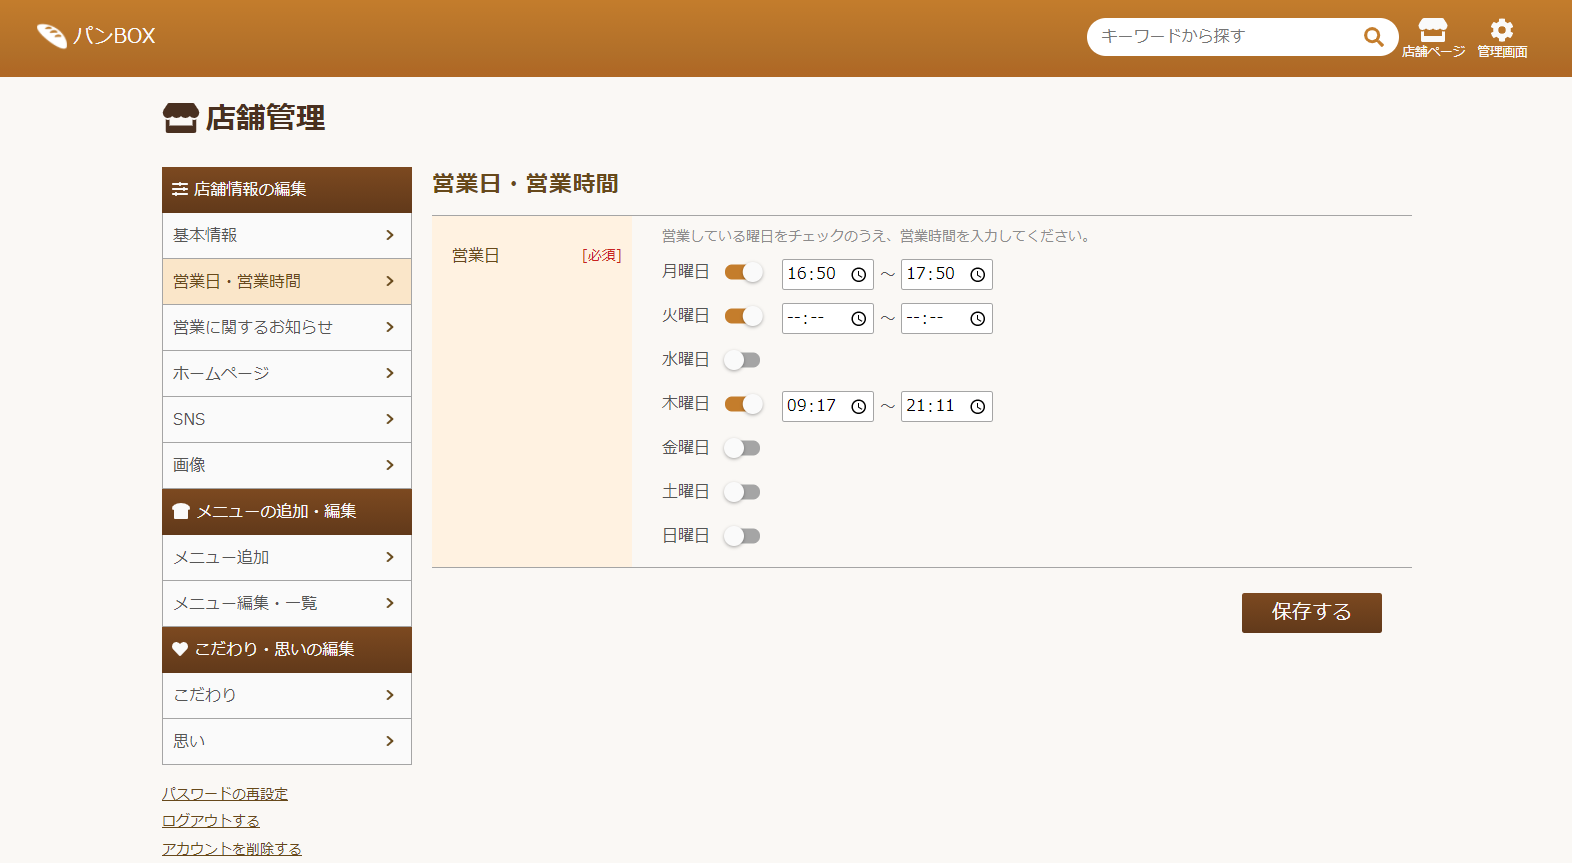 パンBOX
キーワードから探す
店舗ページ
管理画面
店舗管理
店舗情報の編集
基本情報
営業日・営業時間
営業に関するお知らせ
ホームページ
SNS
画像
メニューの追加・編集
メニュー追加
メニュー編集・一覧
こだわり・思いの編集
こだわり
思い
パスワードの再設定
ログアウトする
アカウントを削除する
営業日・営業時間
営業日 [必須]
営業している曜日をチェックのうえ、営業時間を入力してください。
月曜日 16:50 ～ 17:50
火曜日 --:-- ～ --:--
水曜日
木曜日 09:17 ～ 21:11
金曜日
土曜日
日曜日
保存する